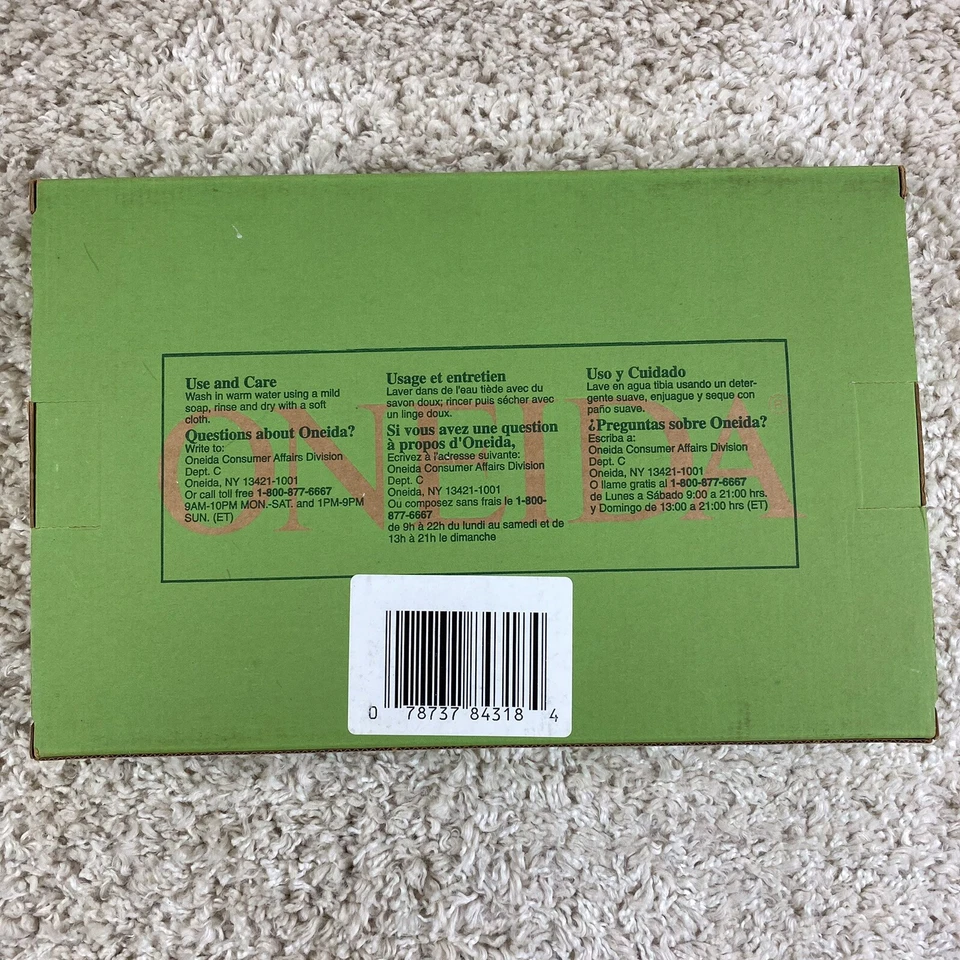 ONEIDA®
Use and Care
Wash in warm water using a mild
soap, rinse and dry with a soft
cloth.
Questions about Oneida?
Write to:
Oneida Consumer Affairs Division
Dept. C
Oneida, NY 13421-1001
Or call toll free 1-800-877-6667
9AM-10PM MON.-SAT. and 1PM-9PM
SUN. (ET)
Usage et entretien
Laver dans de l'eau tiède avec du
savon doux; rincer puis sécher avec
un linge doux.
Si vous avez une question
à propos d'Oneida,
Ecrivez à l'adresse suivante:
Oneida Consumer Affairs Division
Dept. C
Oneida, NY 13421-1001
Ou composez sans frais le 1-800-
877-6667
de 9h à 22h du lundi au samedi et de
13h à 21h le dimanche
Uso y Cuidado
Lave en agua tibia usando un deter-
gente suave, enjuague y seque con
paño suave.
¿Preguntas sobre Oneida?
Escriba a:
Oneida Consumer Affairs Division
Dept. C
Oneida, NY 13421-1001
O llame gratis al 1-800-877-6667
de Lunes a Sábado 9:00 a 21:00 hrs.
y Domingo de 13:00 a 21:00 hrs (ET)
0 78737 84318 4